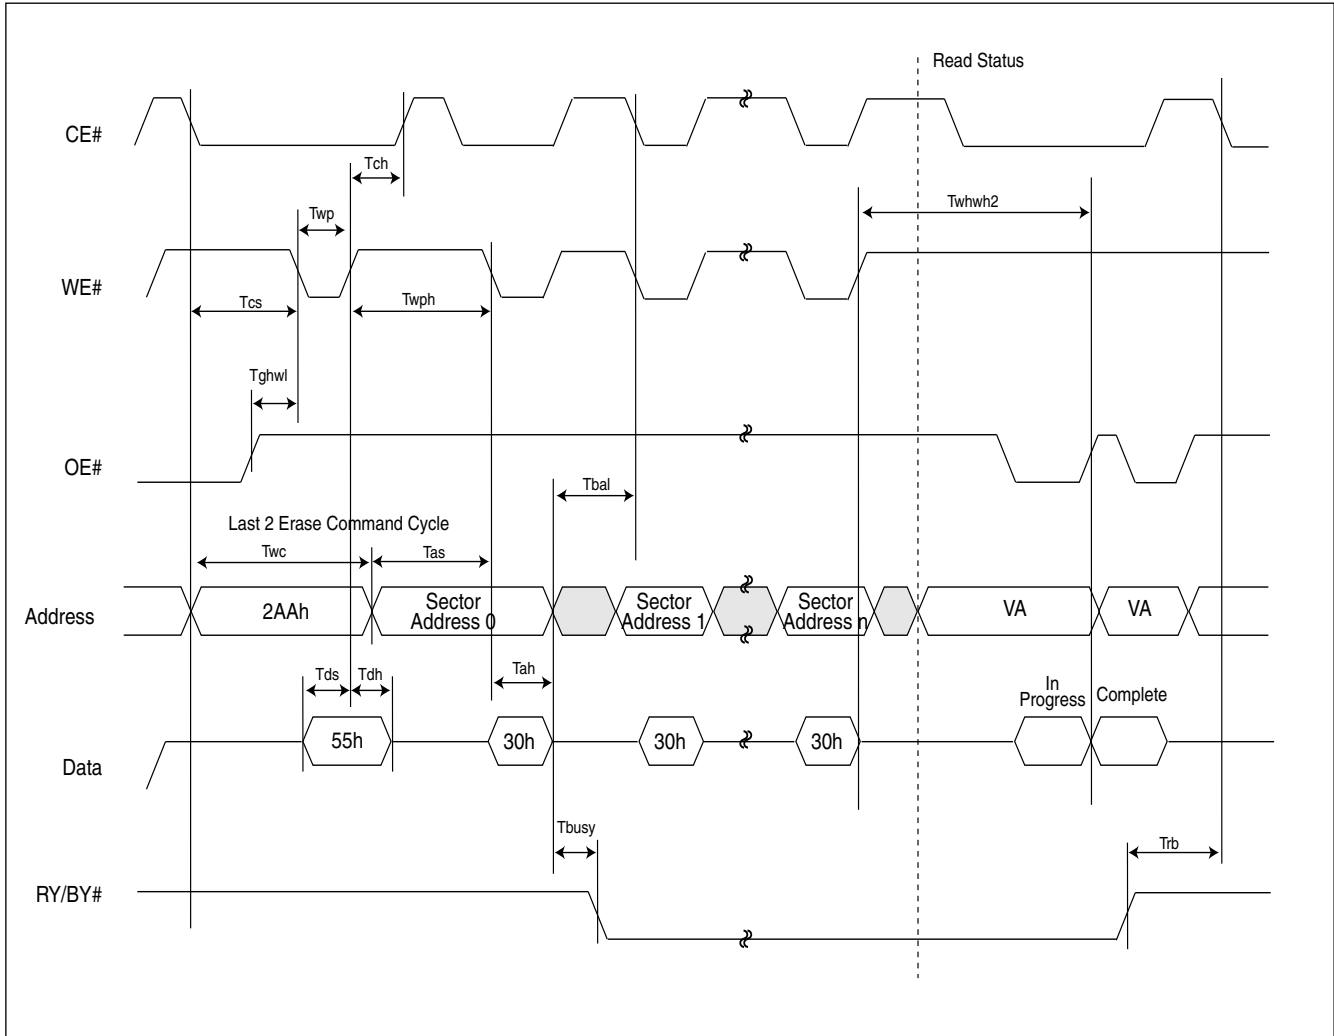 Read Status
CE#
Tch
Twp
Twhwh2
WE#
Tcs
Twph
Tghwl
OE#
Tbal
Last 2 Erase Command Cycle
Twc
Tas
Address
2AAh
Sector
Address 0
Sector
Address 1
Sector
Address n
VA
VA
Tds
Tdh
Tah
In
Progress
Complete
Data
55h
30h
30h
30h
Tbusy
Trb
RY/BY#